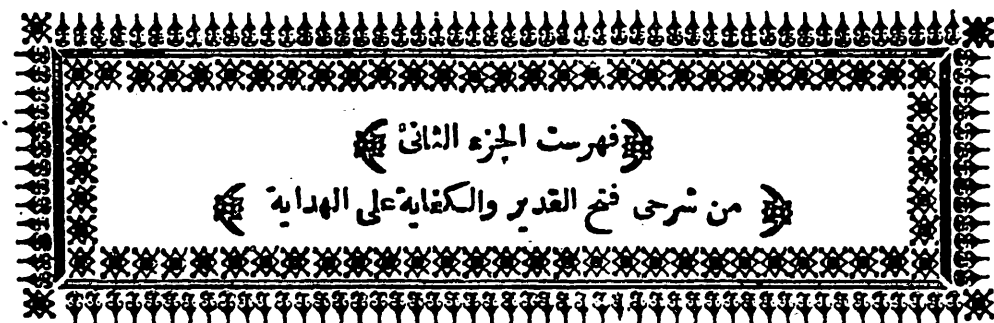 ﴿فهرست الجزء الثانى﴾
﴿من شرحى فتح القدير والكفاية على الهداية﴾